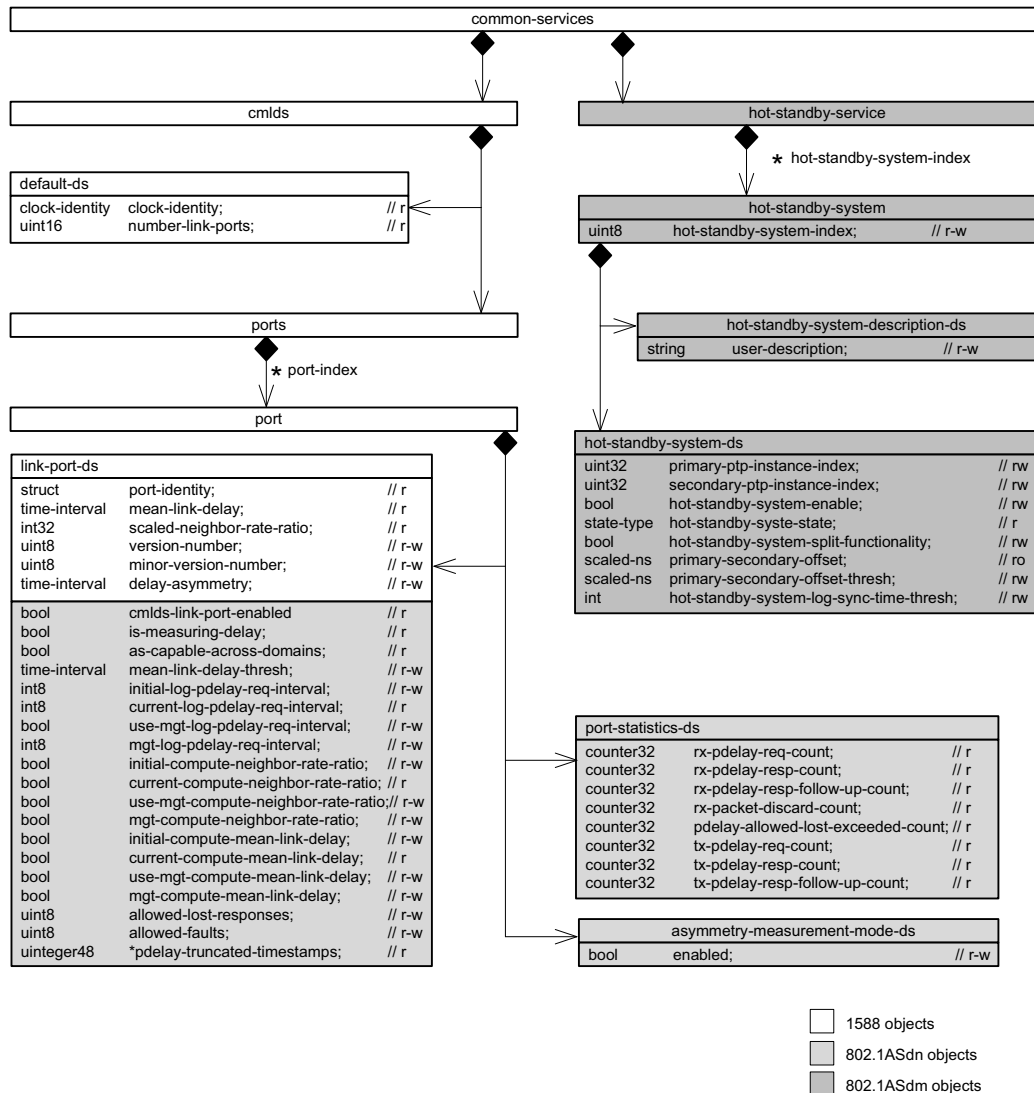 common-services
cmlds
hot-standby-service
* hot-standby-system-index
default-ds
clock-identity clock-identity; // r
uint16 number-link-ports; // r
hot-standby-system
uint8 hot-standby-system-index; // r-w
ports
* port-index
hot-standby-system-description-ds
string user-description; // r-w
port
link-port-ds
struct port-identity; // r
time-interval mean-link-delay; // r
int32 scaled-neighbor-rate-ratio; // r
uint8 version-number; // r-w
uint8 minor-version-number; // r-w
time-interval delay-asymmetry; // r-w
bool cmlds-link-port-enabled // r
bool is-measuring-delay; // r
bool as-capable-across-domains; // r
time-interval mean-link-delay-thresh; // r-w
int8 initial-log-pdelay-req-interval; // r-w
int8 current-log-pdelay-req-interval; // r
bool use-mgt-log-pdelay-req-interval; // r-w
int8 mgt-log-pdelay-req-interval; // r-w
bool initial-compute-neighbor-rate-ratio; // r-w
bool current-compute-neighbor-rate-ratio; // r
bool use-mgt-compute-neighbor-rate-ratio;// r-w
bool mgt-compute-neighbor-rate-ratio; // r-w
bool initial-compute-mean-link-delay; // r-w
bool current-compute-mean-link-delay; // r
bool use-mgt-compute-mean-link-delay; // r-w
bool mgt-compute-mean-link-delay; // r-w
uint8 allowed-lost-responses; // r-w
uint8 allowed-faults; // r-w
uinteger48 *pdelay-truncated-timestamps; // r
hot-standby-system-ds
uint32 primary-ptp-instance-index; // rw
uint32 secondary-ptp-instance-index; // rw
bool hot-standby-system-enable; // rw
state-type hot-standby-syste-state; // r
bool hot-standby-system-split-functionality; // rw
scaled-ns primary-secondary-offset; // ro
scaled-ns primary-secondary-offset-thresh; // rw
int hot-standby-system-log-sync-time-thresh; // rw
port-statistics-ds
counter32 rx-pdelay-req-count; // r
counter32 rx-pdelay-resp-count; // r
counter32 rx-pdelay-resp-follow-up-count; // r
counter32 rx-packet-discard-count; // r
counter32 pdelay-allowed-lost-exceeded-count; // r
counter32 tx-pdelay-req-count; // r
counter32 tx-pdelay-resp-count; // r
counter32 tx-pdelay-resp-follow-up-count; // r
asymmetry-measurement-mode-ds
bool enabled; // r-w
1588 objects
802.1ASdn objects
802.1ASdm objects